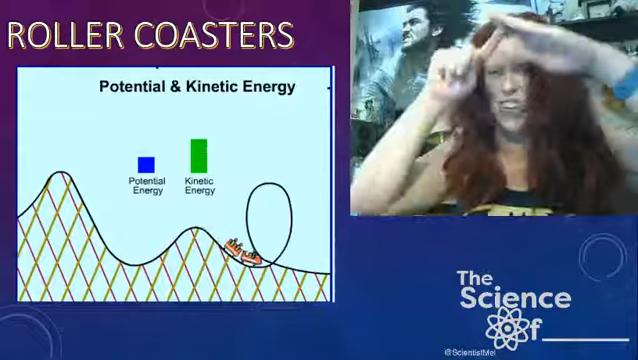 ROLLER COASTERS
Potential & Kinetic Energy
Potential
Energy
Kinetic
Energy
The
Science
Of
@ScientistMel